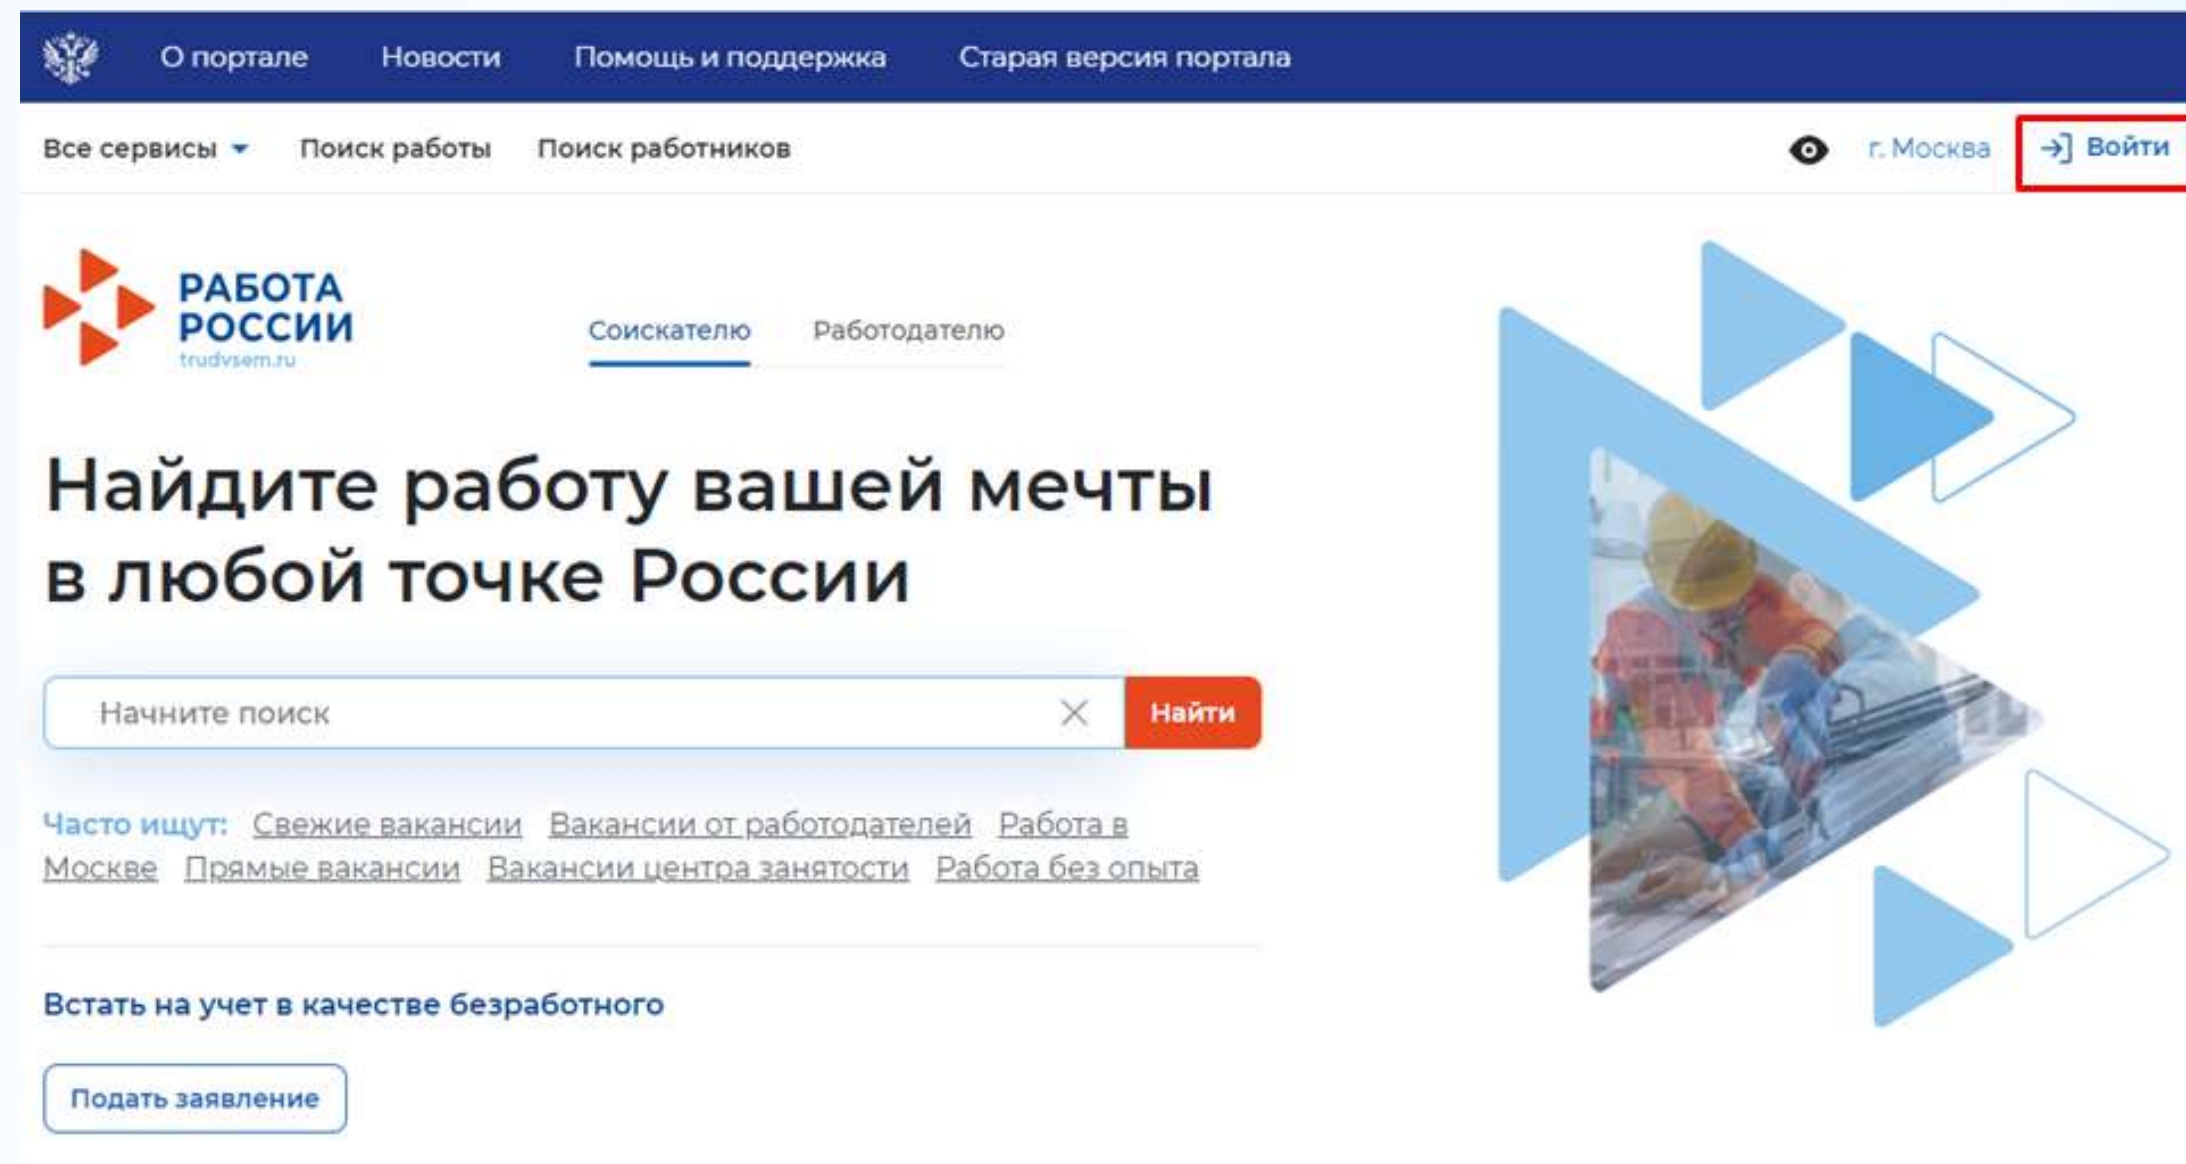 О портале Новости Помощь и поддержка Старая версия портала
Все сервисы Поиск работы Поиск работников г. Москва Войти
РАБОТА
РОССИИ
trudvsem.ru
Соискателю Работодателю
Найдите работу вашей мечты
в любой точке России
Начните поиск Найти
Часто ищут: Свежие вакансии Вакансии от работодателей Работа в
Москве Прямые вакансии Вакансии центра занятости Работа без опыта
Встать на учет в качестве безработного
Подать заявление